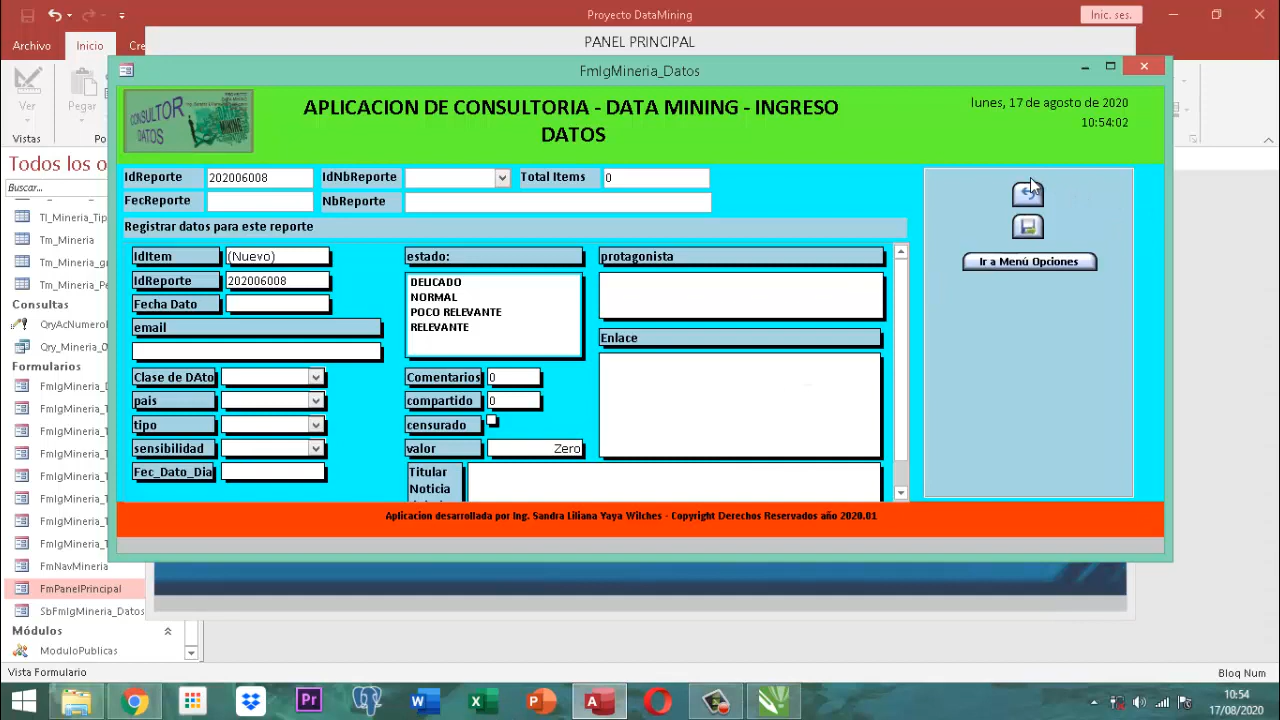 Proyecto DataMining
Inic. ses.
Archivo
Inicio
Cre
PANEL PRINCIPAL
Ver
Pegar
Vistas
Po
FmIgMineria_Datos
CONSULTOR
DATOS
MINING
APLICACION DE CONSULTORIA - DATA MINING - INGRESO
DATOS
lunes, 17 de agosto de 2020
10:54:02
Todos los o
Buscar...
Tl_Mineria_Tip
Tm_Mineria
Tm_Mineria_gr
Tm_Mineria_Pe
Consultas
QryAcNumeroI
Qry_Mineria_O
Formularios
FmIgMineria_D
FmIgMineria_T
FmIgMineria_T
FmIgMineria_T
FmIgMineria_T
FmIgMineria_T
FmIgMineria_T
FmIgMineria_T
FmNavMineria
FmPanelPrincipal
SbFmIgMineria_Datos
Módulos
ModuloPublicas
IdReporte 202006008 IdNbReporte Total Items 0
FecReporte NbReporte
Registrar datos para este reporte
IdItem (Nuevo)
IdReporte 202006008
Fecha Dato
email
Clase de DAto
pais
tipo
sensibilidad
Fec_Dato_Dia
estado:
DELICADO
NORMAL
POCO RELEVANTE
RELEVANTE
Comentarios 0
compartido 0
censurado
valor Zero
Titular
Noticia
protagonista
Enlace
Ir a Menú Opciones
Aplicacion desarrollada por Ing. Sandra Liliana Yaya Wilches - Copyright Derechos Reservados año 2020.01
Vista Formulario
Bloq Num
10:54
17/08/2020